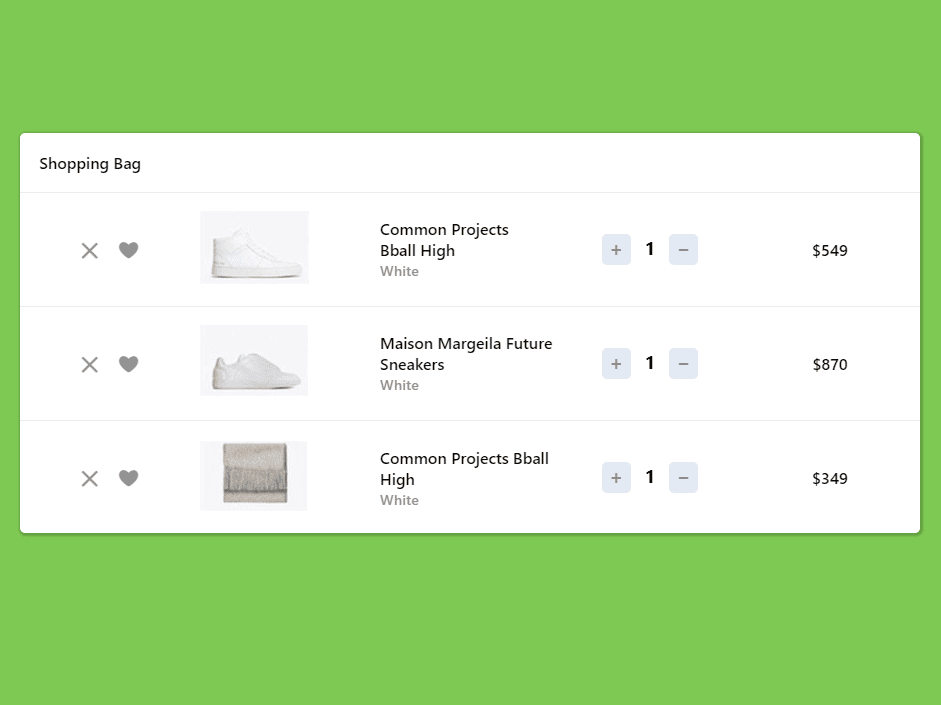 Shopping Bag
Common Projects
Bball High
White
+ 1 −
$549
Maison Margeila Future
Sneakers
White
+ 1 −
$870
Common Projects Bball
High
White
+ 1 −
$349